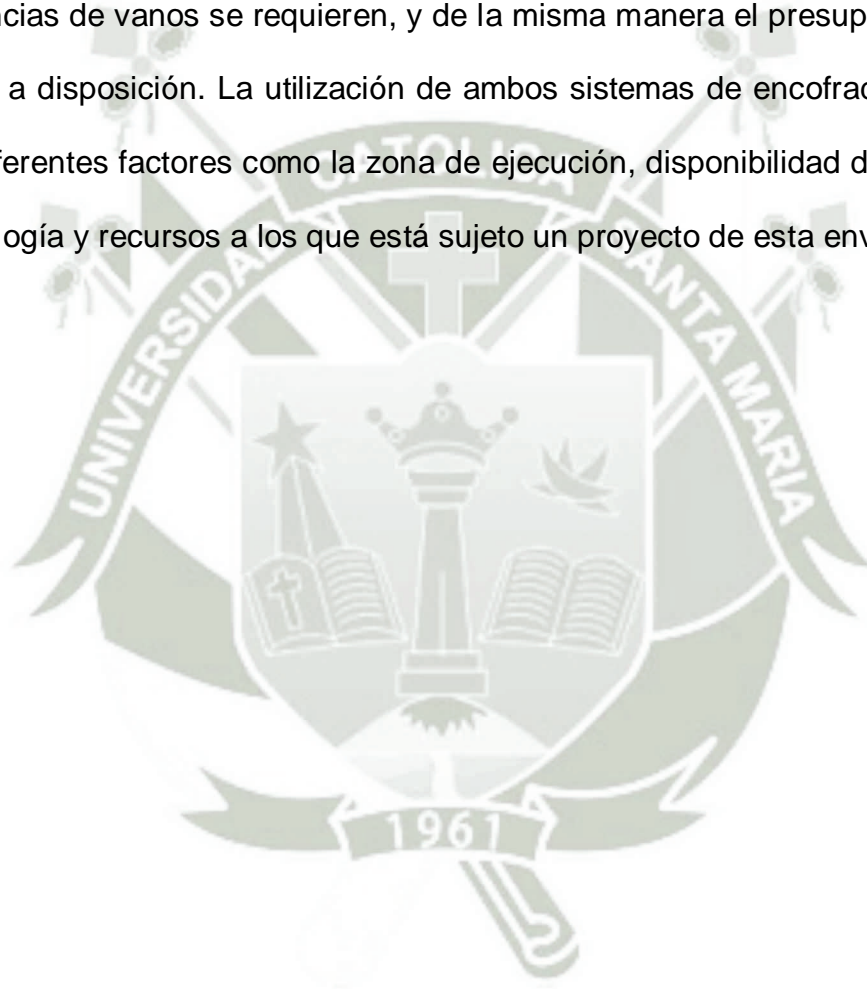 ncias de vanos se requieren, y de la misma manera el presup
a disposición. La utilización de ambos sistemas de encofra
ferentes factores como la zona de ejecución, disponibilidad d
ogía y recursos a los que está sujeto un proyecto de esta env
UNIVERSIDAD CATOLICA SANTA MARIA
1961